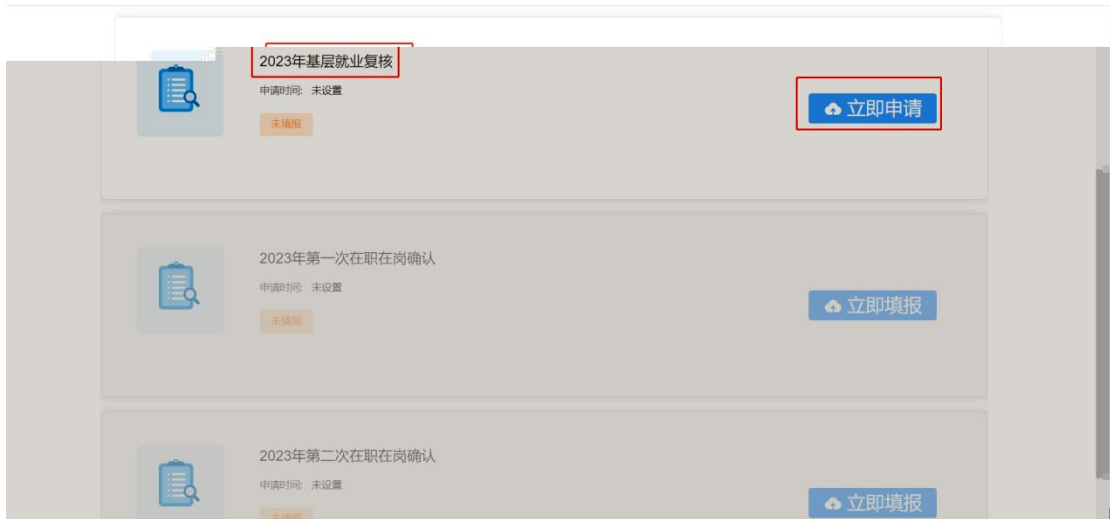 2023年基层就业复核
申请时间: 未设置
未填报
立即申请
2023年第一次在职在岗确认
申请时间: 未设置
未填报
立即填报
2023年第二次在职在岗确认
申请时间: 未设置
未填报
立即填报